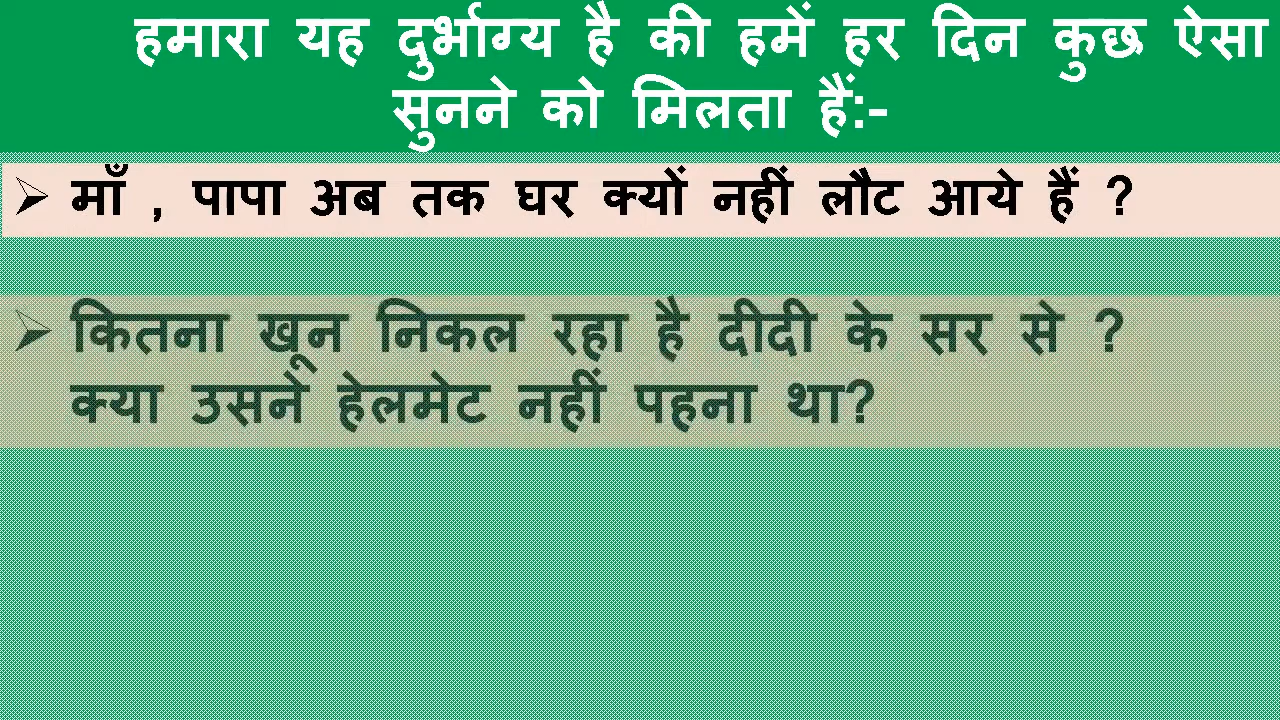 हमारा यह दुर्भाग्य है की हमें हर दिन कुछ ऐसा
सुनने को मिलता हैं:-
➢ माँ , पापा अब तक घर क्यों नहीं लौट आये हैं ?
➢ कितना खून निकल रहा है दीदी के सर से ?
क्या उसने हेलमेट नहीं पहना था?